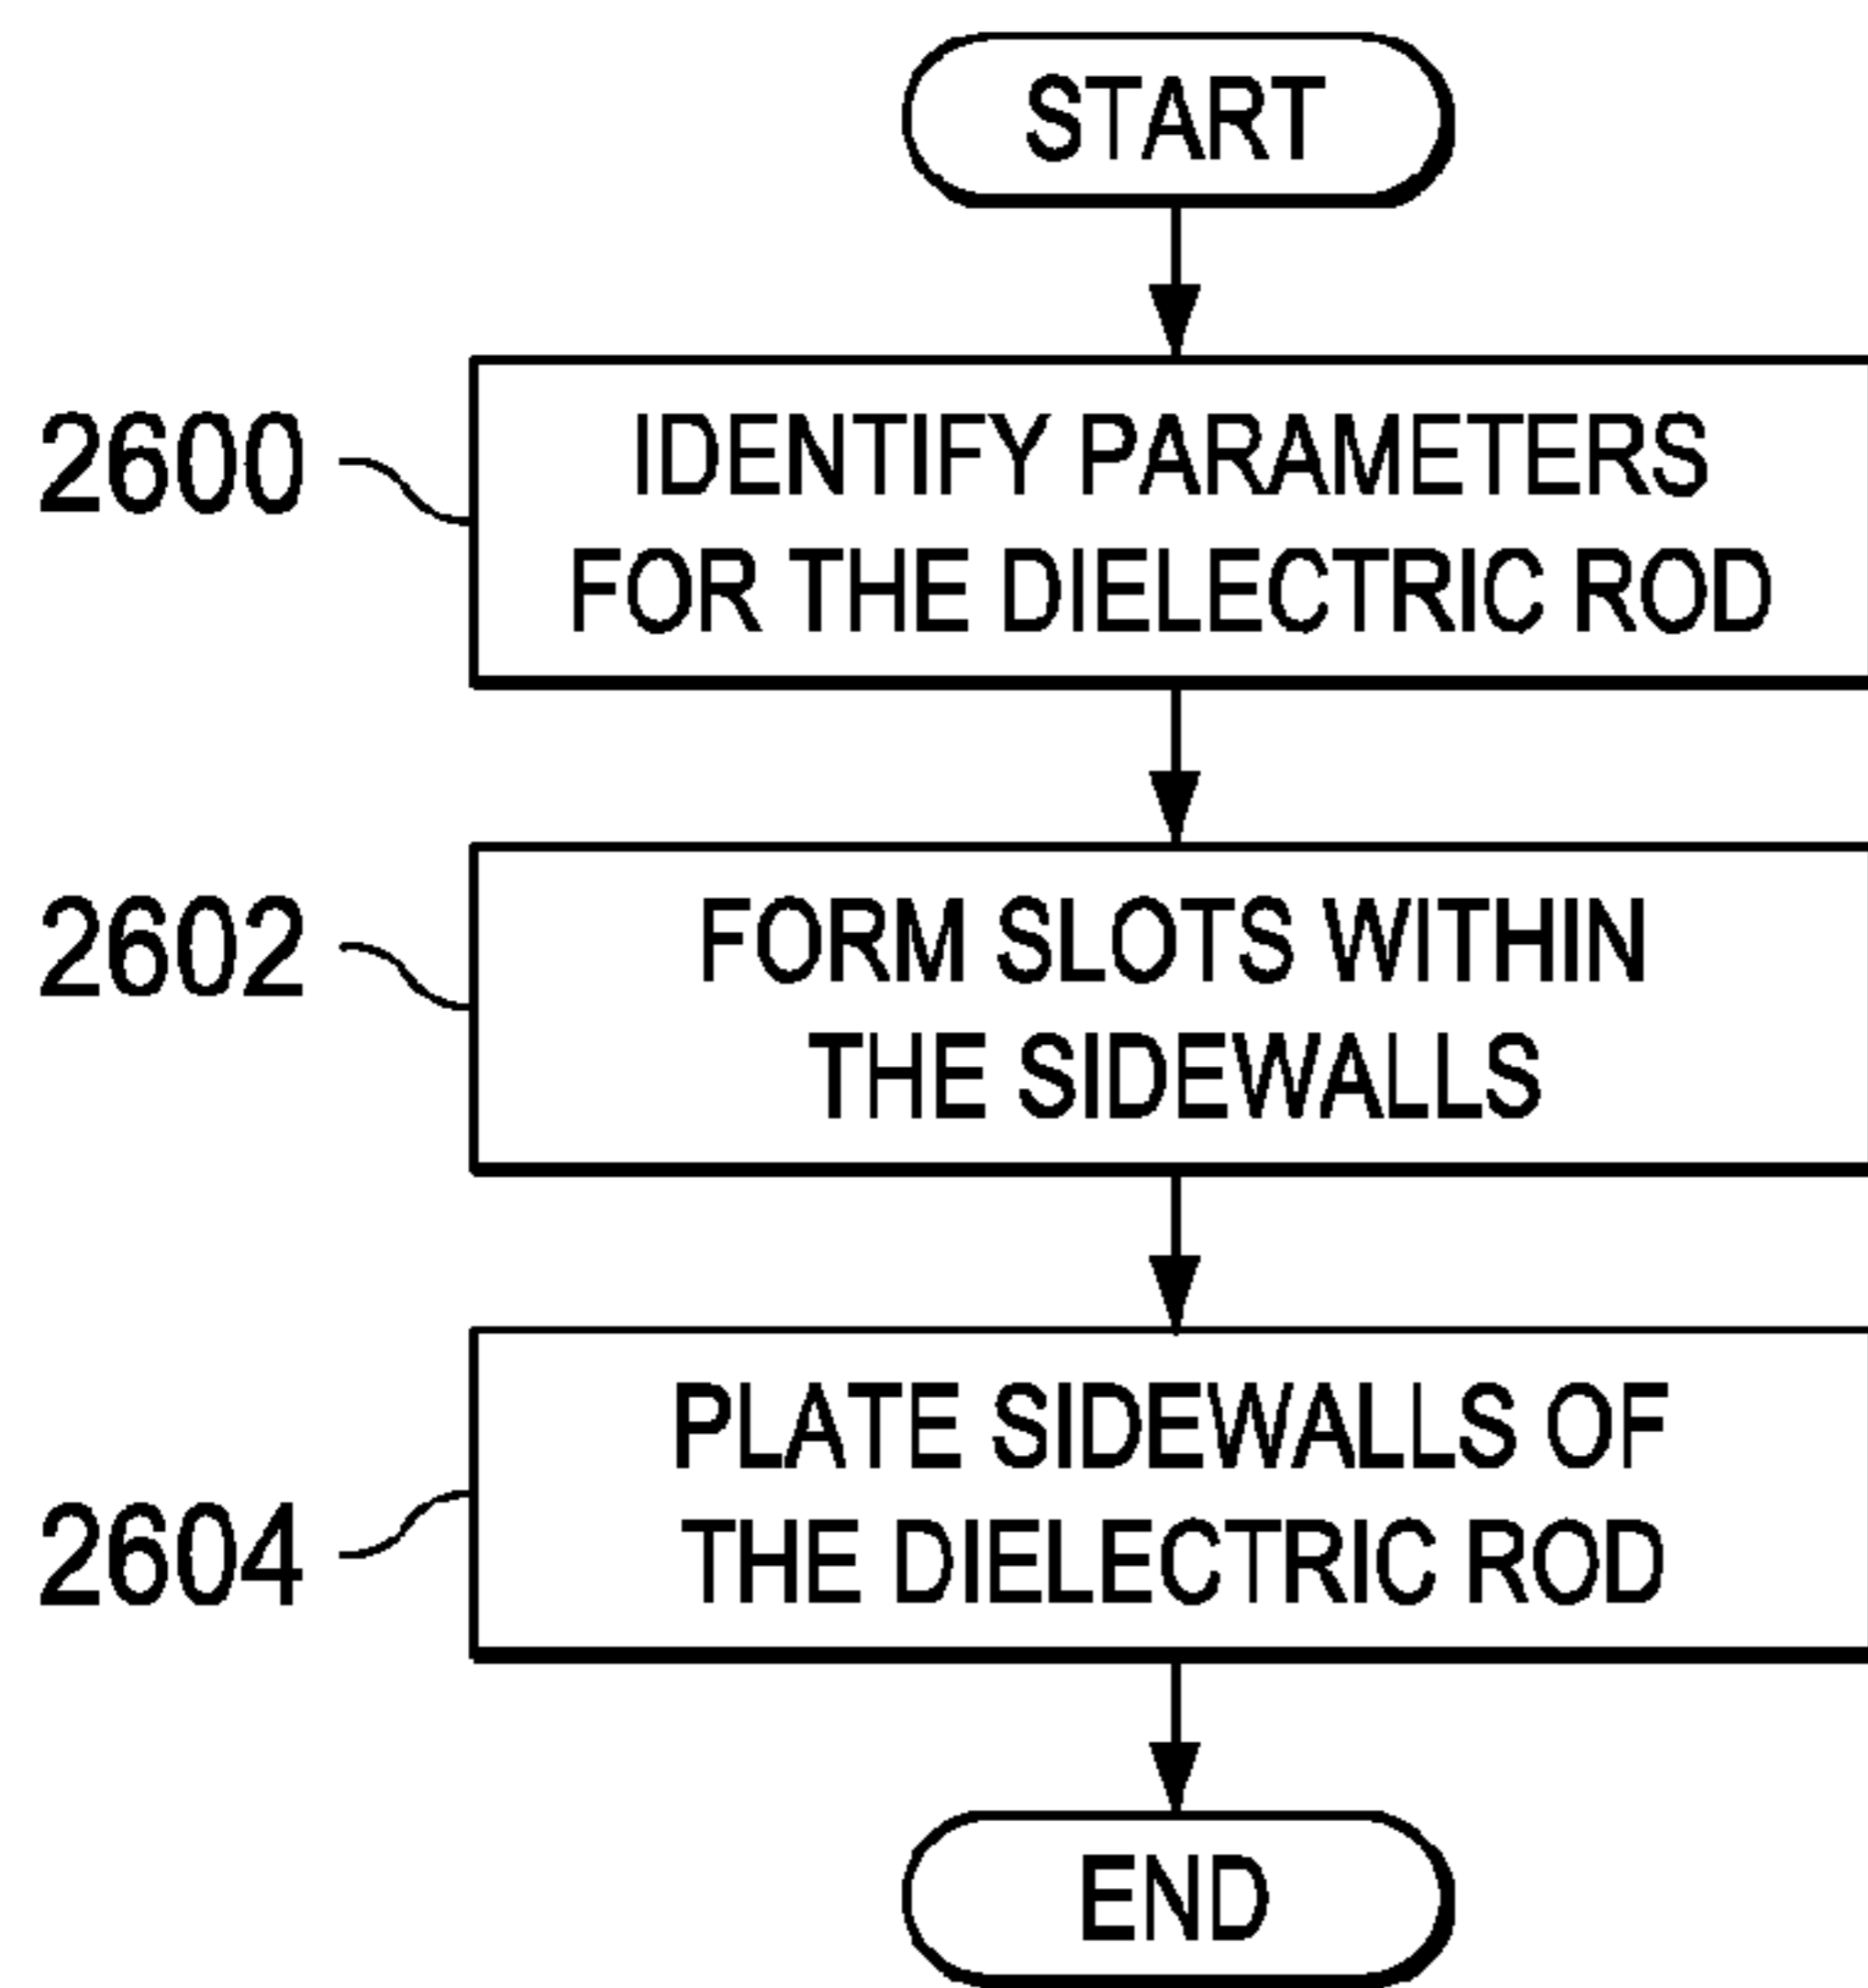 START
2600
IDENTIFY PARAMETERS
FOR THE DIELECTRIC ROD
2602
FORM SLOTS WITHIN
THE SIDEWALLS
2604
PLATE SIDEWALLS OF
THE DIELECTRIC ROD
END